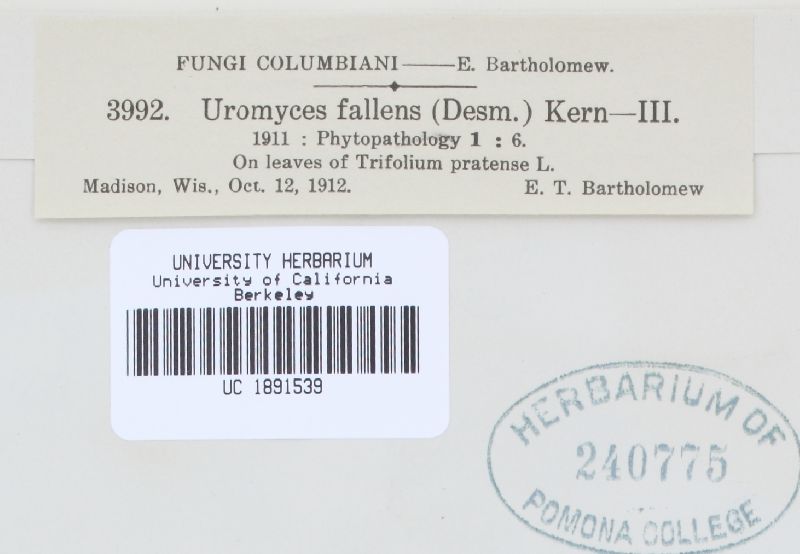 FUNGI COLUMBIANI——E. Bartholomew.
3992. Uromyces fallens (Desm.) Kern—III.
1911 : Phytopathology 1 : 6.
On leaves of Trifolium pratense L.
Madison, Wis., Oct. 12, 1912. E. T. Bartholomew
UNIVERSITY HERBARIUM
University of California
Berkeley
UC 1891539
HERBARIUM OF
240775
POMONA COLLEGE